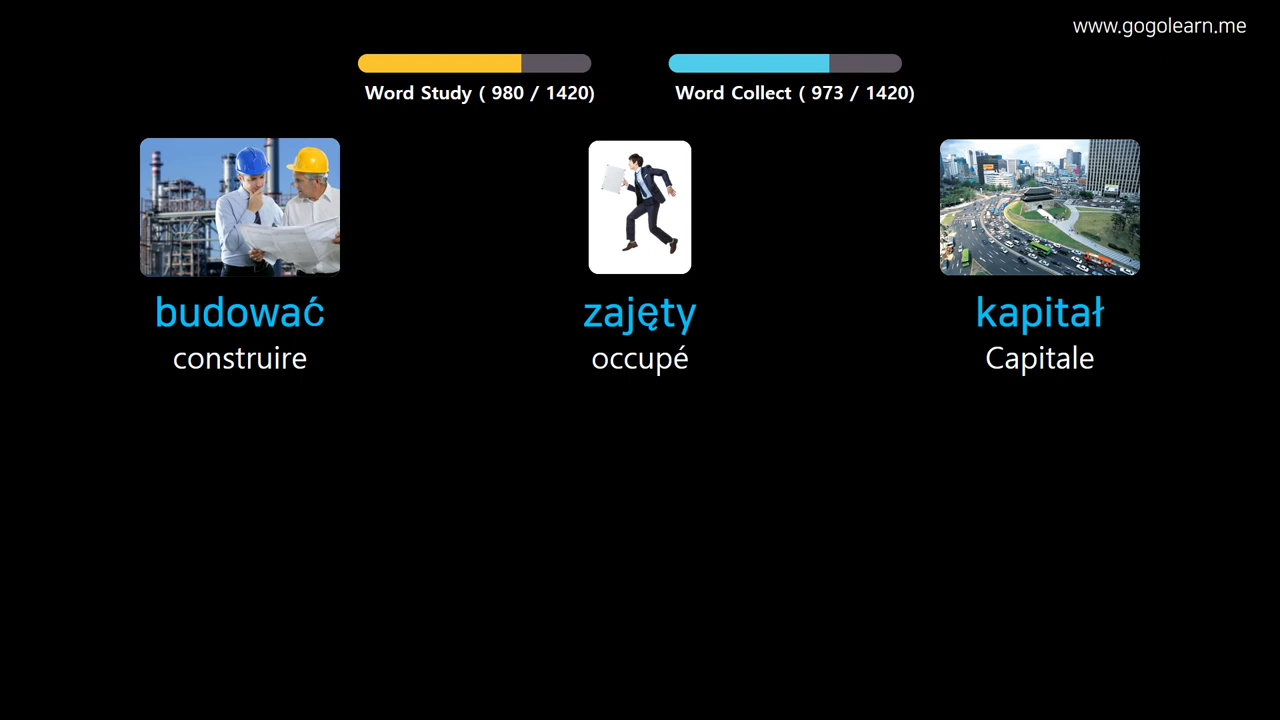 www.gogolearn.me
Word Study ( 980 / 1420)
Word Collect ( 973 / 1420)
budować
zajęty
kapitał
construire
occupé
Capitale